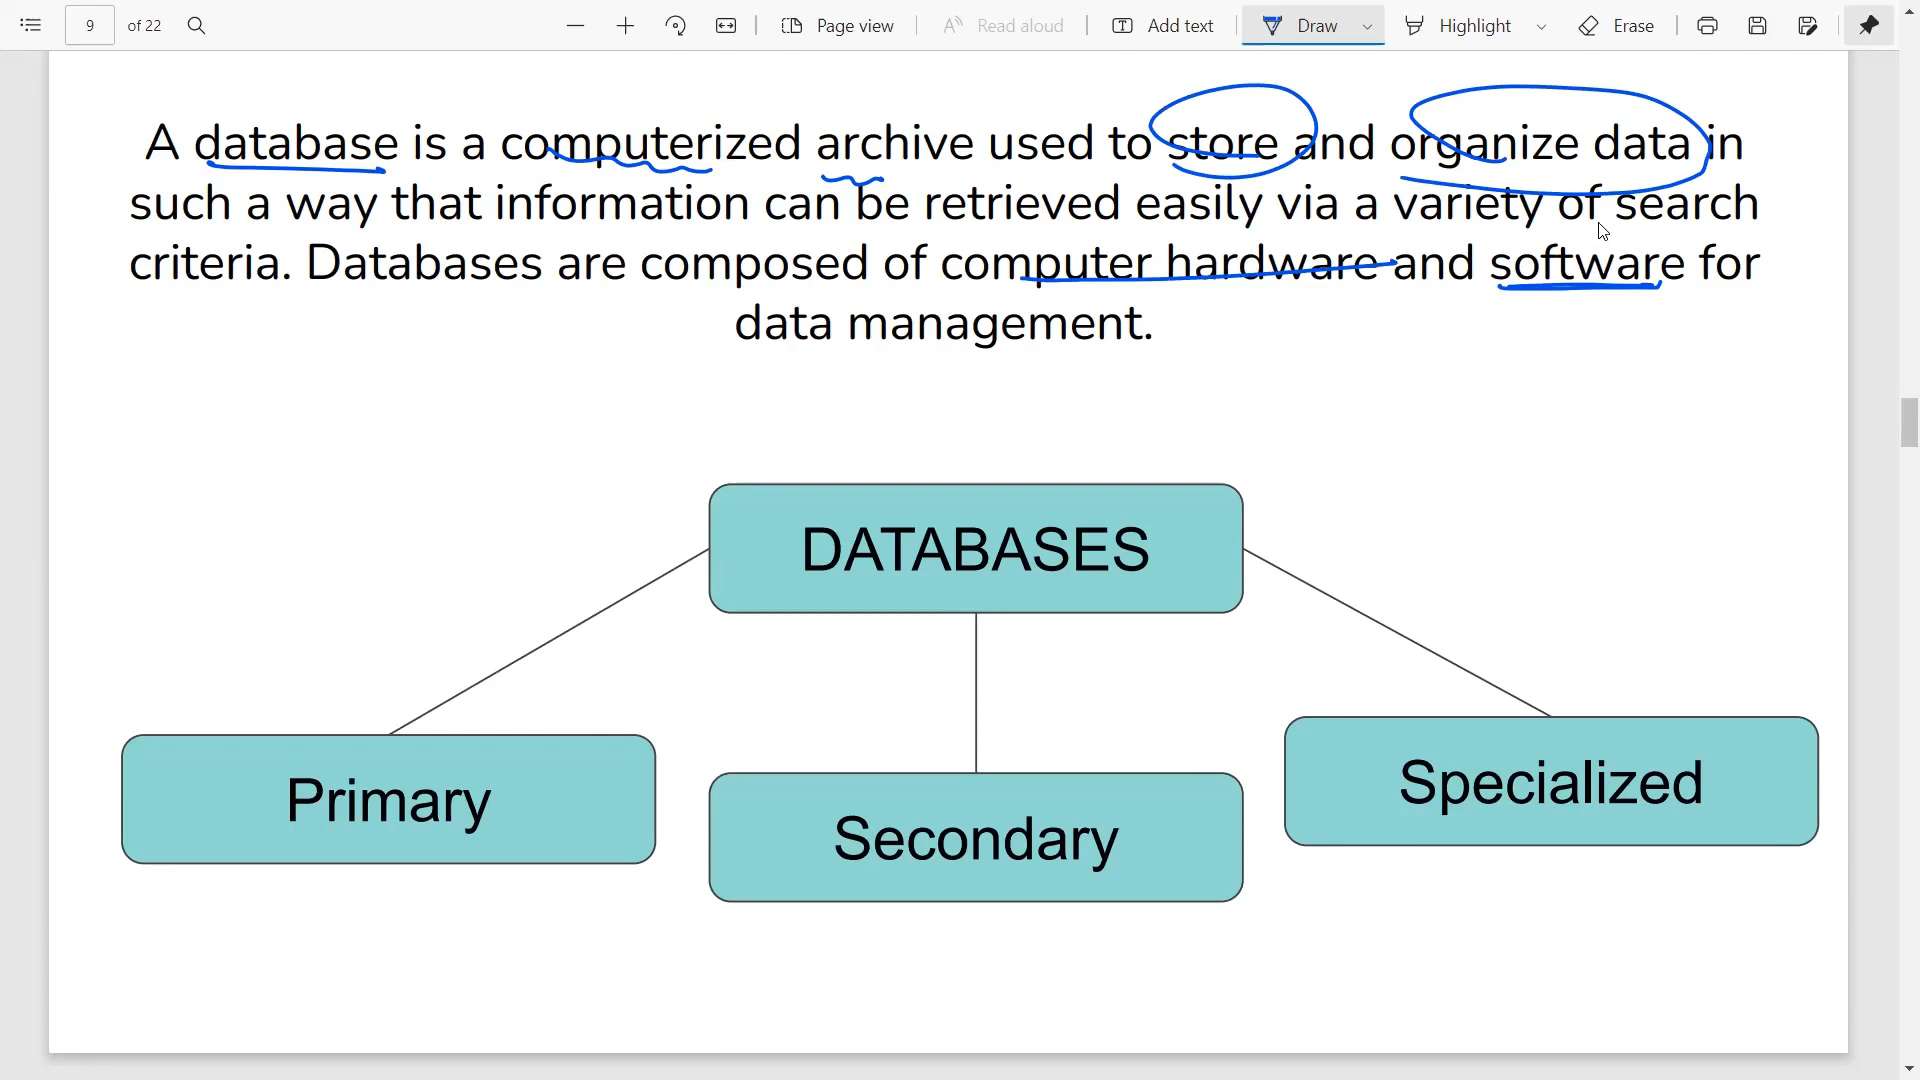 9 of 22 Page view Read aloud Add text Draw Highlight Erase
A database is a computerized archive used to store and organize data in
such a way that information can be retrieved easily via a variety of search
criteria. Databases are composed of computer hardware and software for
data management.
DATABASES
Primary
Secondary
Specialized